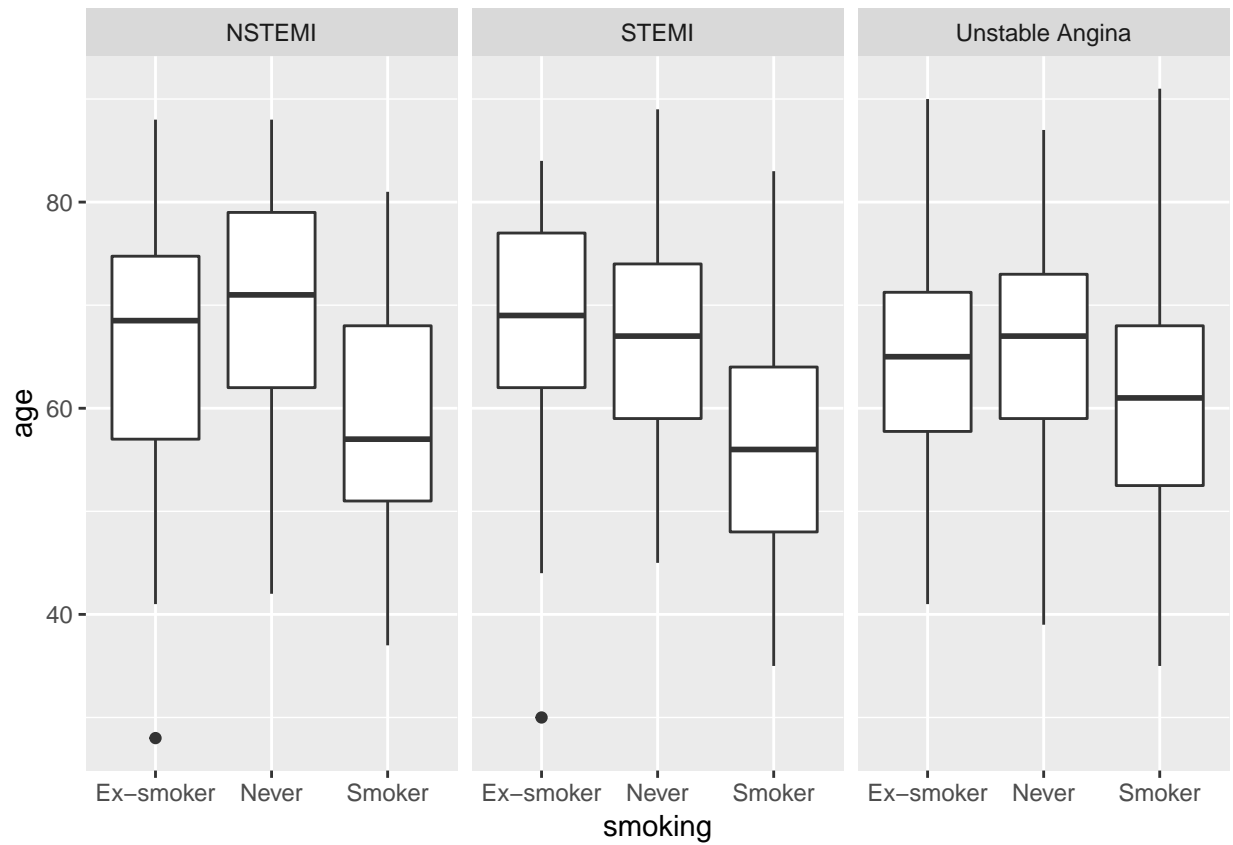 NSTEMI
STEMI
Unstable Angina
80
60
40
age
Ex−smoker Never Smoker
Ex−smoker Never Smoker
Ex−smoker Never Smoker
smoking